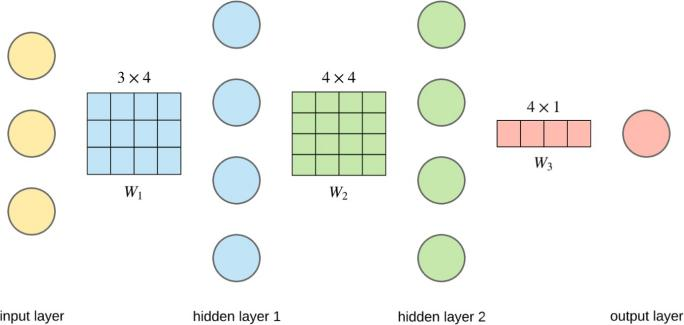 3 × 4
4 × 4
4 × 1
W₁
W₂
W₃
input layer
hidden layer 1
hidden layer 2
output layer